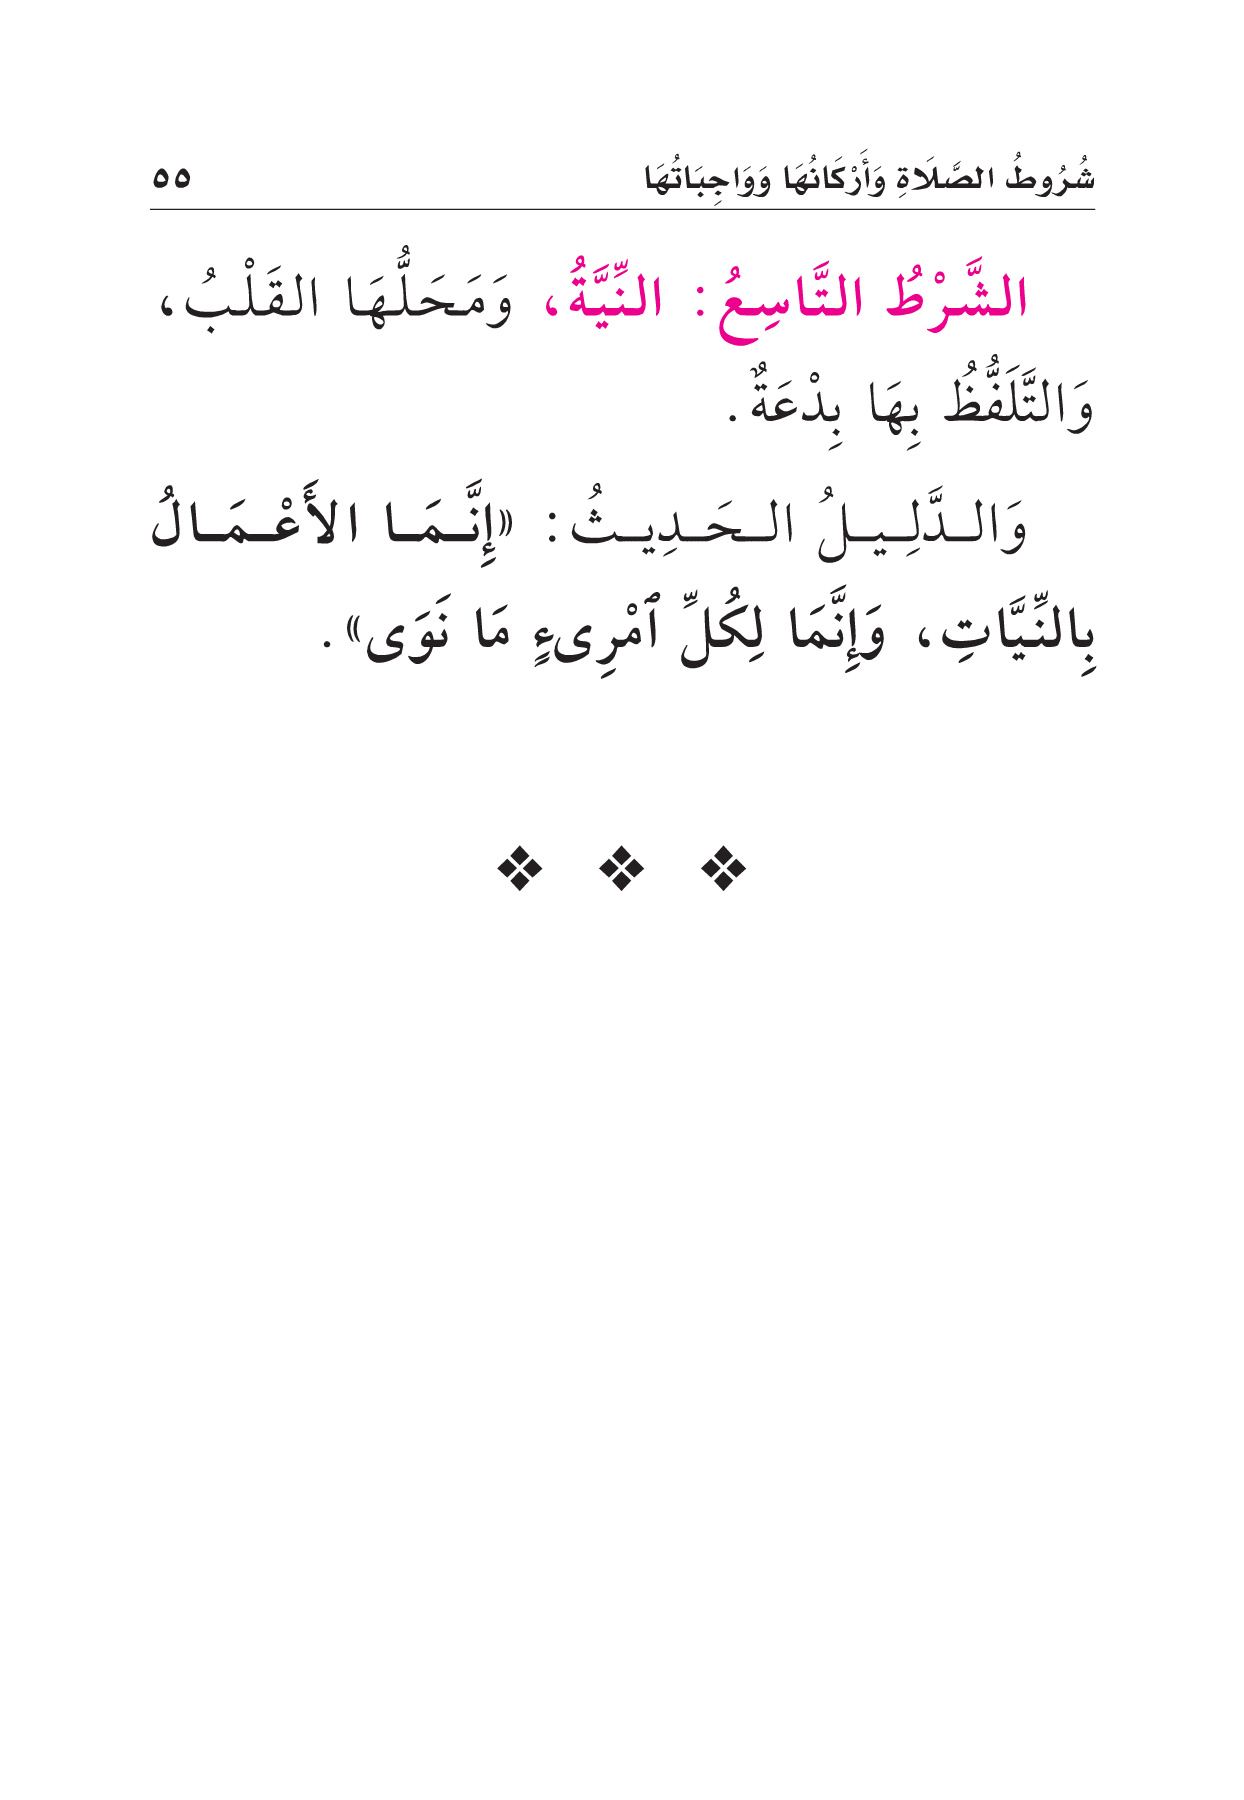 شُرُوطُ الصَّلَاةِ وَأَرْكَانُهَا وَوَاجِبَاتُهَا ٥٥
الشَّرْطُ التَّاسِعُ: النِّيَّةُ، وَمَحَلُّهَا القَلْبُ،
وَالتَّلَفُّظُ بِهَا بِدْعَةٌ.
وَالدَّلِيلُ الحَدِيثُ: «إِنَّمَا الأَعْمَالُ
بِالنِّيَّاتِ، وَإِنَّمَا لِكُلِّ ٱمْرِىءٍ مَا نَوَى».